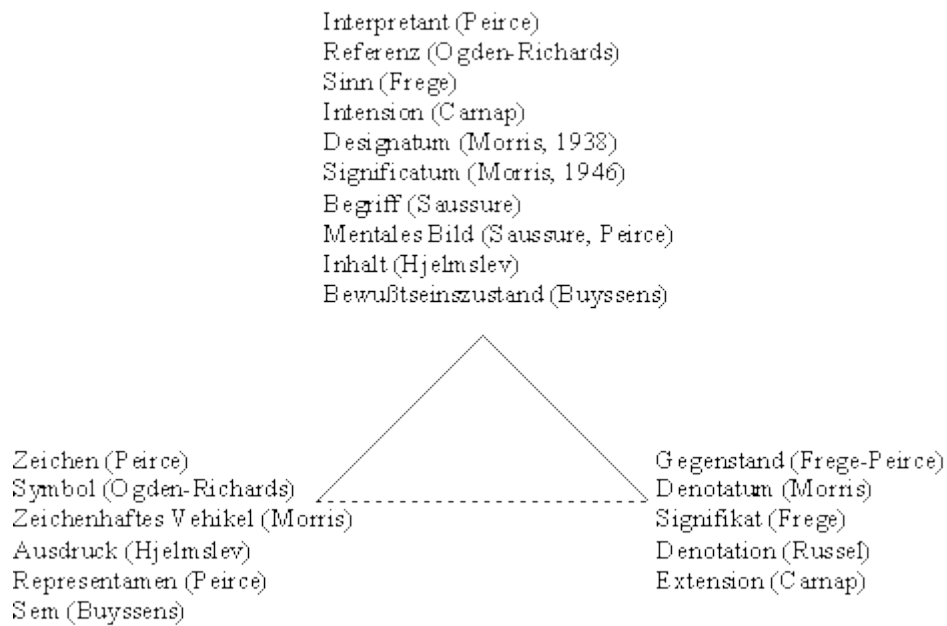 Interpretant (Peirce)
Referenz (Ogden-Richards)
Sinn (Frege)
Intension (Carnap)
Designatum (Morris, 1938)
Significatum (Morris, 1946)
Begriff (Saussure)
Mentales Bild (Saussure, Peirce)
Inhalt (Hjelmslev)
Bewußtseinszustand (Buyssens)
Zeichen (Peirce)
Symbol (Ogden-Richards)
Zeichenhaftes Vehikel (Morris)
Ausdruck (Hjelmslev)
Representamen (Peirce)
Sem (Buyssens)
Gegenstand (Frege-Peirce)
Denotatum (Morris)
Signifikat (Frege)
Denotation (Russel)
Extension (Carnap)